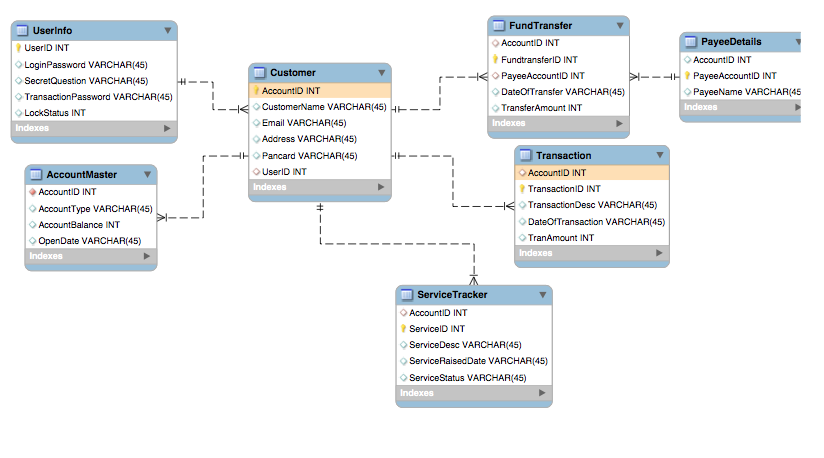 UserInfo
UserID INT
LoginPassword VARCHAR(45)
SecretQuestion VARCHAR(45)
TransactionPassword VARCHAR(45)
LockStatus INT
Indexes
Customer
AccountID INT
CustomerName VARCHAR(45)
Email VARCHAR(45)
Address VARCHAR(45)
Pancard VARCHAR(45)
UserID INT
Indexes
FundTransfer
AccountID INT
FundtransferID INT
PayeeAccountID INT
DateOfTransfer VARCHAR(45)
TransferAmount INT
Indexes
PayeeDetails
AccountID INT
PayeeAccountID INT
PayeeName VARCHAR(45
Indexes
AccountMaster
AccountID INT
AccountType VARCHAR(45)
AccountBalance INT
OpenDate VARCHAR(45)
Indexes
Transaction
AccountID INT
TransactionID INT
TransactionDesc VARCHAR(45)
DateOfTransaction VARCHAR(45)
TranAmount INT
Indexes
ServiceTracker
AccountID INT
ServiceID INT
ServiceDesc VARCHAR(45)
ServiceRaisedDate VARCHAR(45)
ServiceStatus VARCHAR(45)
Indexes